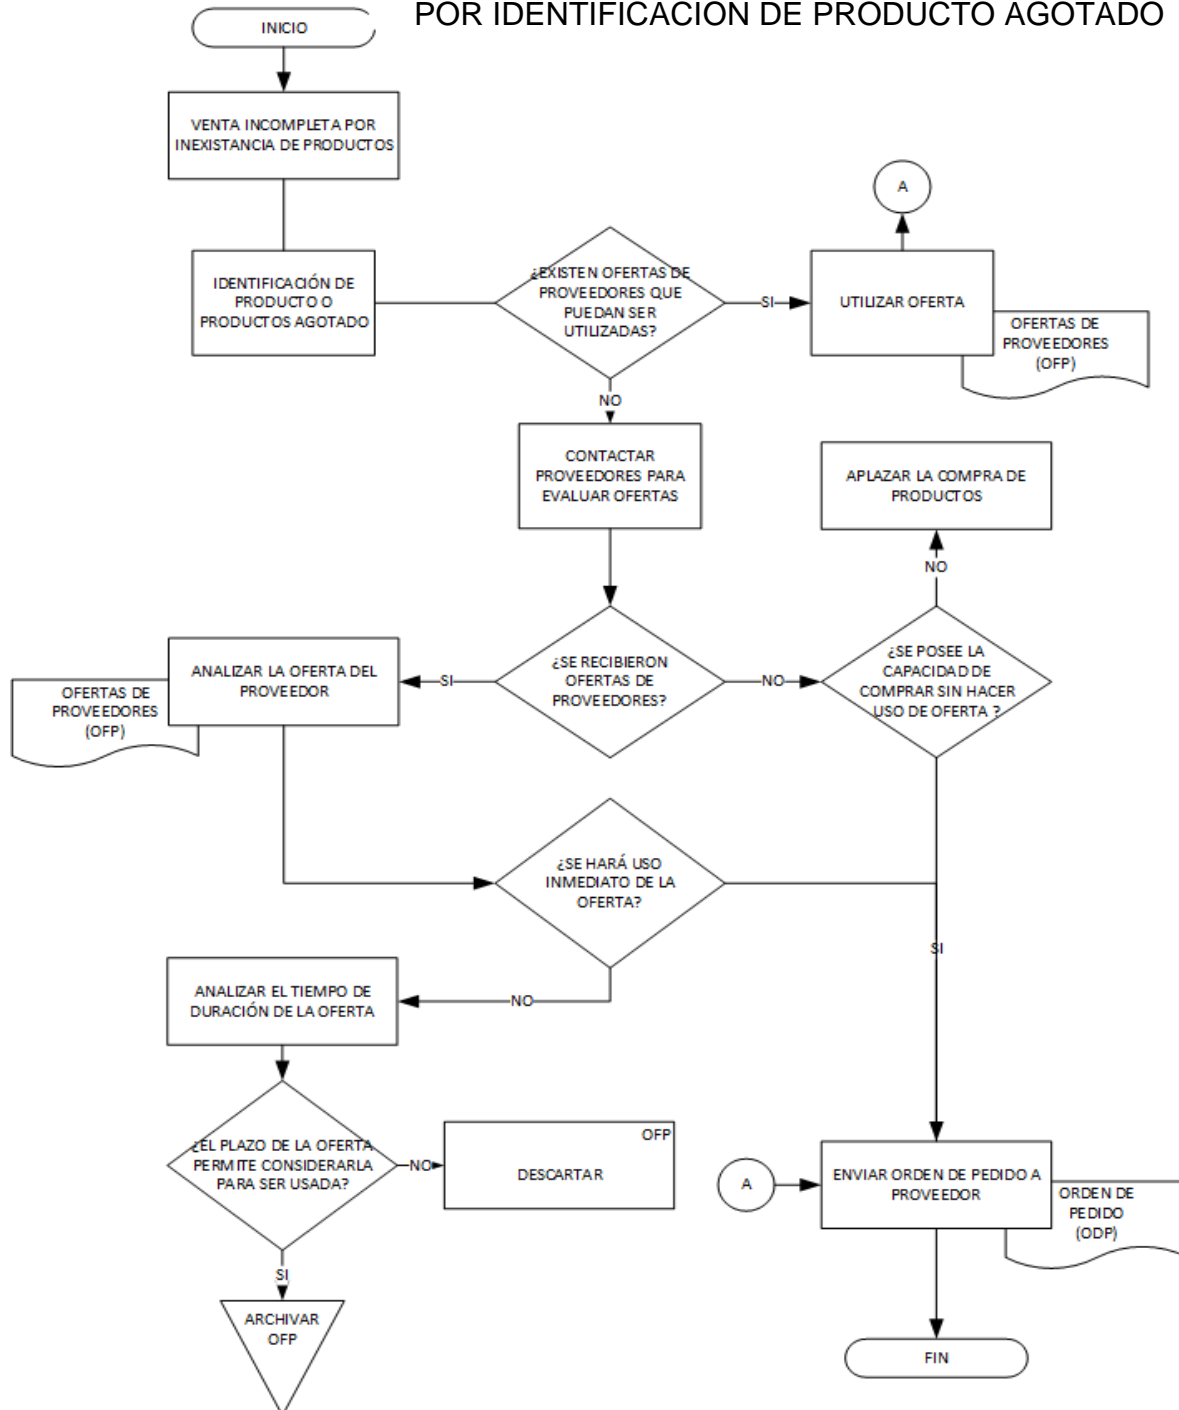 POR IDENTIFICACION DE PRODUCTO AGOTADO
INICIO
VENTA INCOMPLETA POR
INEXISTANCIA DE PRODUCTOS
A
IDENTIFICACIÓN DE
PRODUCTO O
PRODUCTOS AGOTADO
¿EXISTEN OFERTAS DE
PROVEEDORES QUE
PUEDAN SER
UTILIZADAS?
SI
UTILIZAR OFERTA
OFERTAS DE
PROVEEDORES
(OFP)
NO
CONTACTAR
PROVEEDORES PARA
EVALUAR OFERTAS
APLAZAR LA COMPRA DE
PRODUCTOS
NO
ANALIZAR LA OFERTA DEL
PROVEEDOR
OFERTAS DE
PROVEEDORES
(OFP)
SI
¿SE RECIBIERON
OFERTAS DE
PROVEEDORES?
NO
¿SE POSEE LA
CAPACIDAD DE
COMPRAR SIN HACER
USO DE OFERTA ?
¿SE HARÁ USO
INMEDIATO DE LA
OFERTA?
SI
ANALIZAR EL TIEMPO DE
DURACIÓN DE LA OFERTA
NO
¿EL PLAZO DE LA OFERTA
PERMITE CONSIDERARLA
PARA SER USADA?
NO
OFP
DESCARTAR
A
ENVIAR ORDEN DE PEDIDO A
PROVEEDOR
ORDEN DE
PEDIDO
(ODP)
SI
ARCHIVAR
OFP
FIN